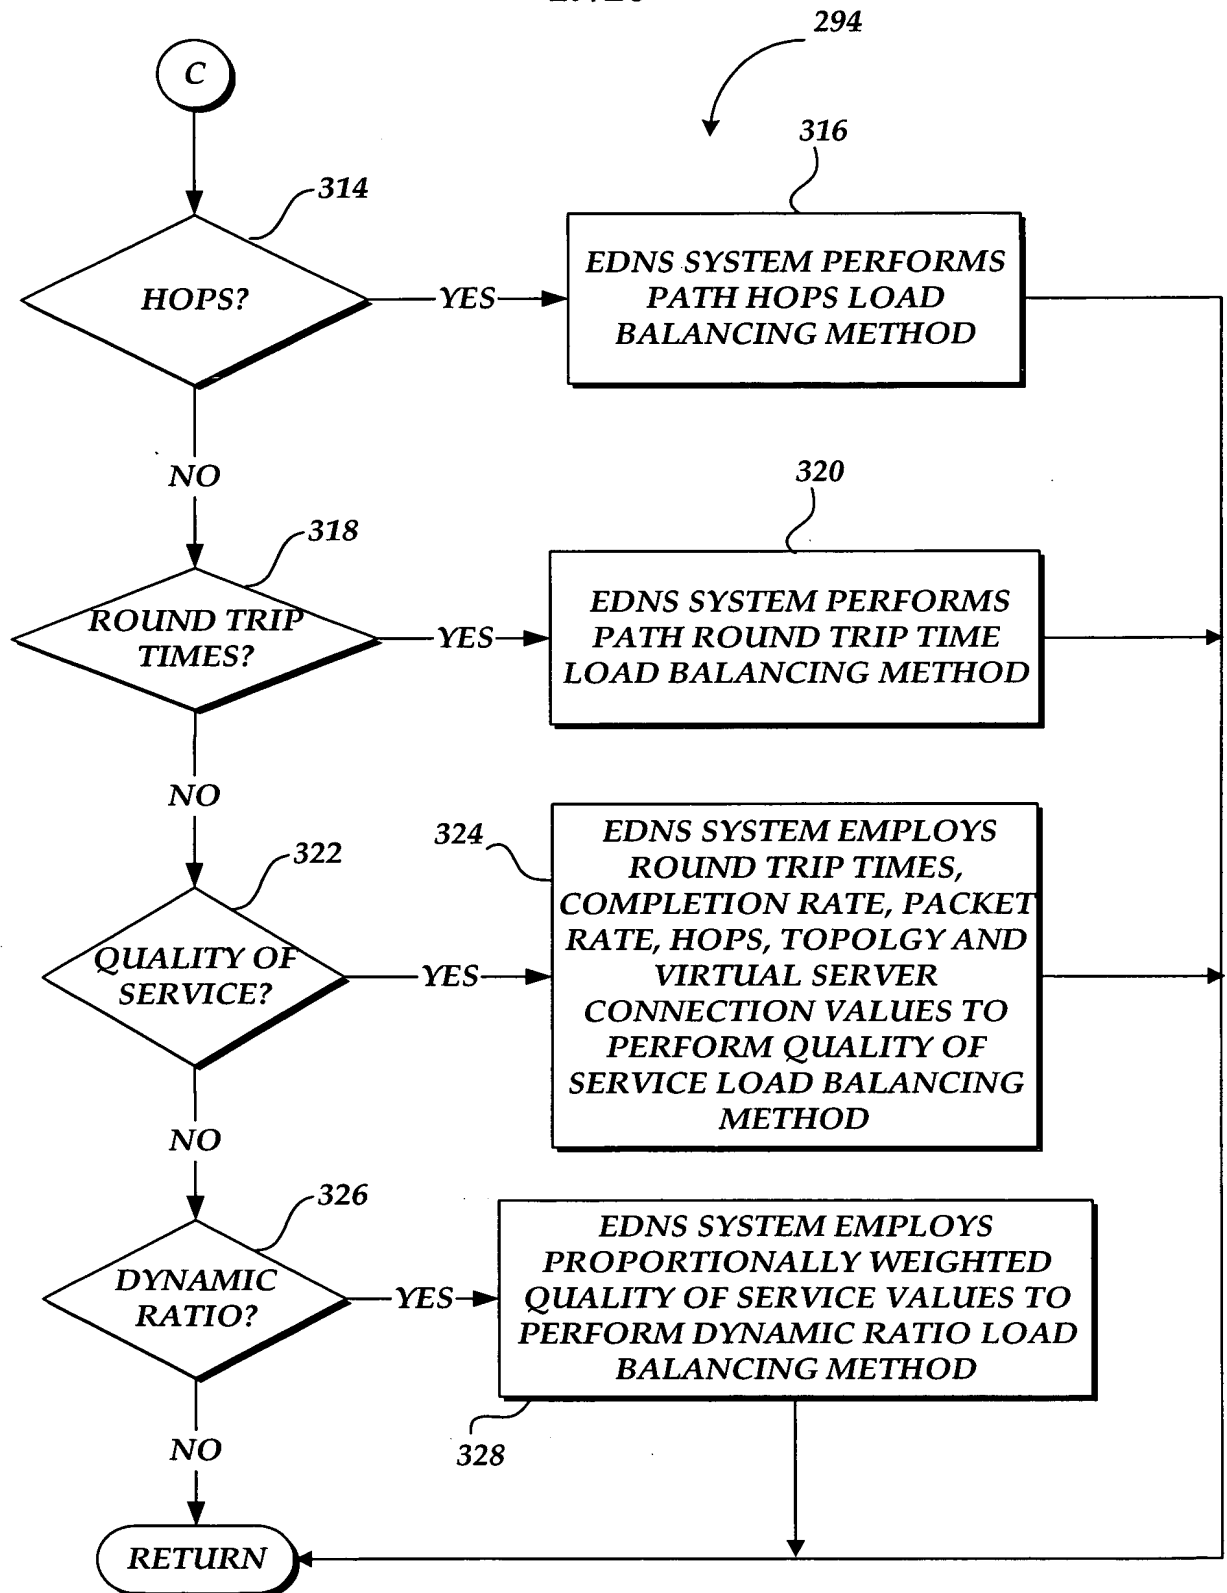 294
C
314
316
HOPS?
YES
EDNS SYSTEM PERFORMS
PATH HOPS LOAD
BALANCING METHOD
NO
318
320
ROUND TRIP
TIMES?
YES
EDNS SYSTEM PERFORMS
PATH ROUND TRIP TIME
LOAD BALANCING METHOD
NO
322
324
QUALITY OF
SERVICE?
YES
EDNS SYSTEM EMPLOYS
ROUND TRIP TIMES,
COMPLETION RATE, PACKET
RATE, HOPS, TOPOLGY AND
VIRTUAL SERVER
CONNECTION VALUES TO
PERFORM QUALITY OF
SERVICE LOAD BALANCING
METHOD
NO
326
DYNAMIC
RATIO?
YES
EDNS SYSTEM EMPLOYS
PROPORTIONALLY WEIGHTED
QUALITY OF SERVICE VALUES TO
PERFORM DYNAMIC RATIO LOAD
BALANCING METHOD
328
NO
RETURN